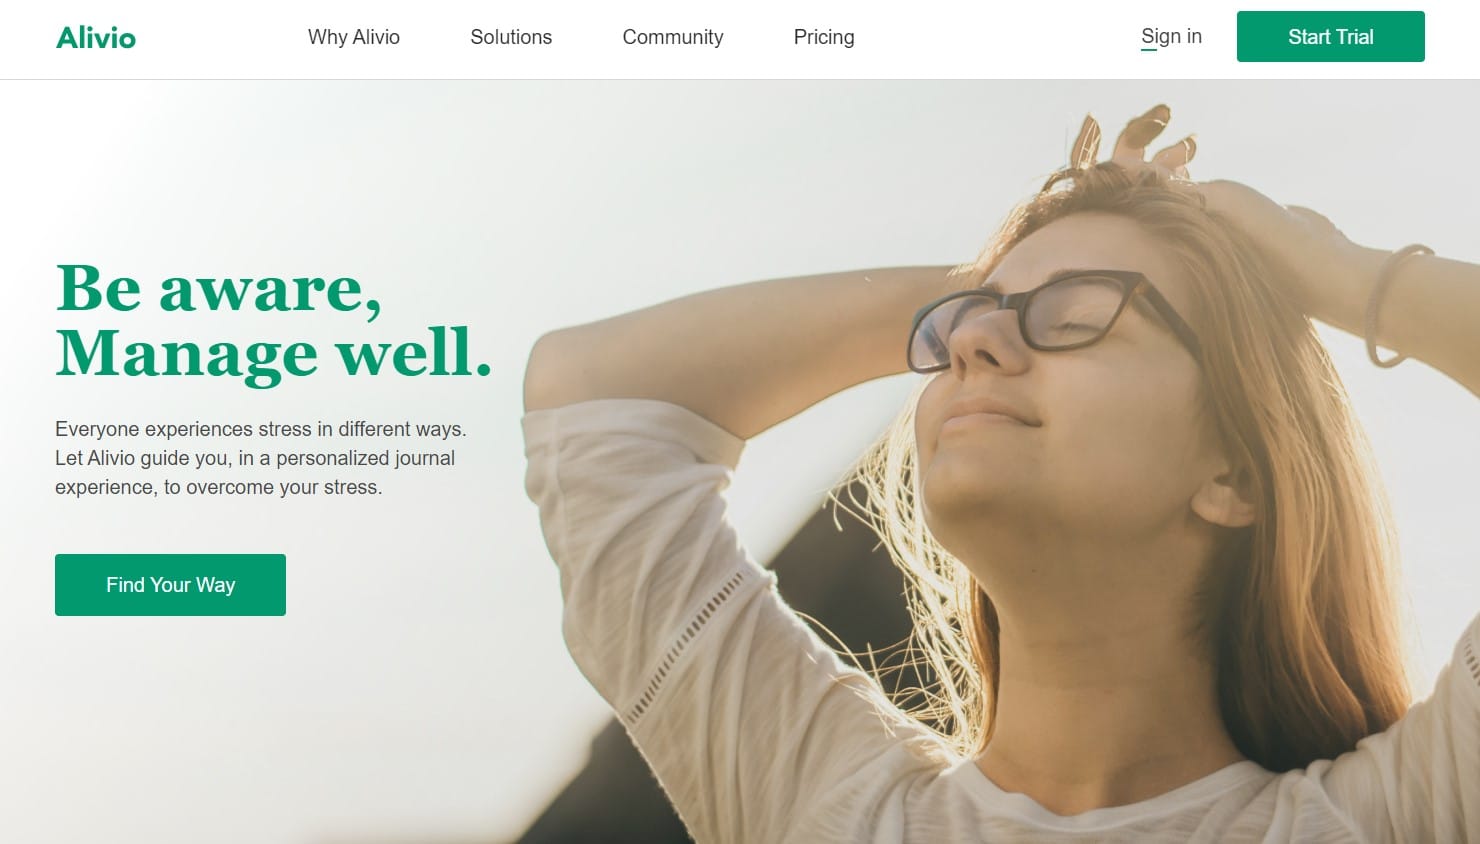 Alivio
Why Alivio
Solutions
Community
Pricing
Sign in
Start Trial
Be aware,
Manage well.
Everyone experiences stress in different ways.
Let Alivio guide you, in a personalized journal
experience, to overcome your stress.
Find Your Way